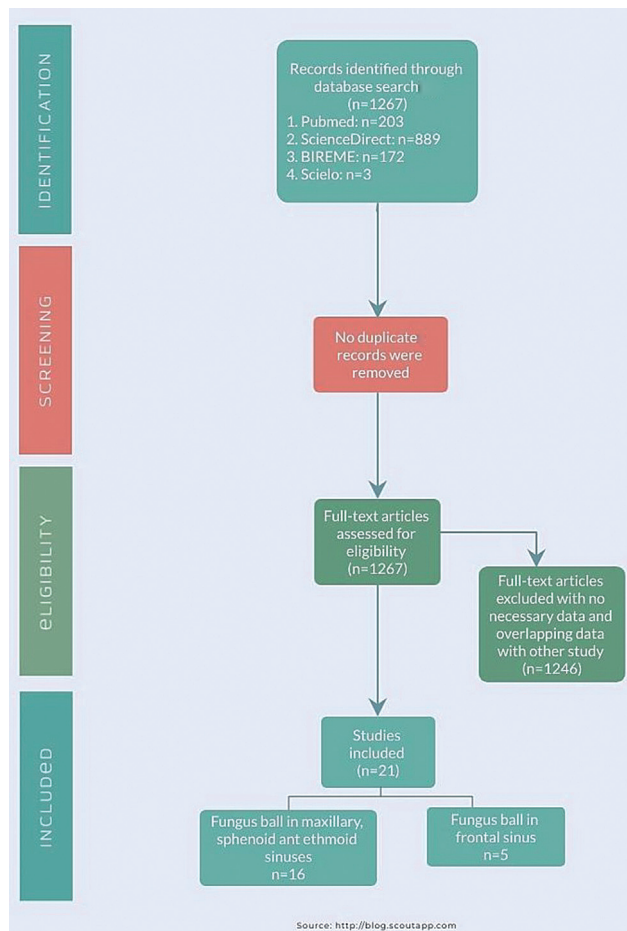 IDENTIFICATION
Records identified through
database search
(n=1267)
1. Pubmed: n=203
2. ScienceDirect: n=889
3. BIREME: n=172
4. Scielo: n=3
SCREENING
No duplicate
records were
removed
eLIGIBILITY
Full-text articles
assessed for
eligibility
(n=1267)
Full-text articles
excluded with no
necessary data and
overlapping data
with other study
(n=1246)
INCLUDeD
Studies
included
(n=21)
Fungus ball in maxillary,
sphenoid ant ethmoid
sinuses
n=16
Fungus ball in
frontal sinus
n=5
Source: http://blog.scoutapp.com